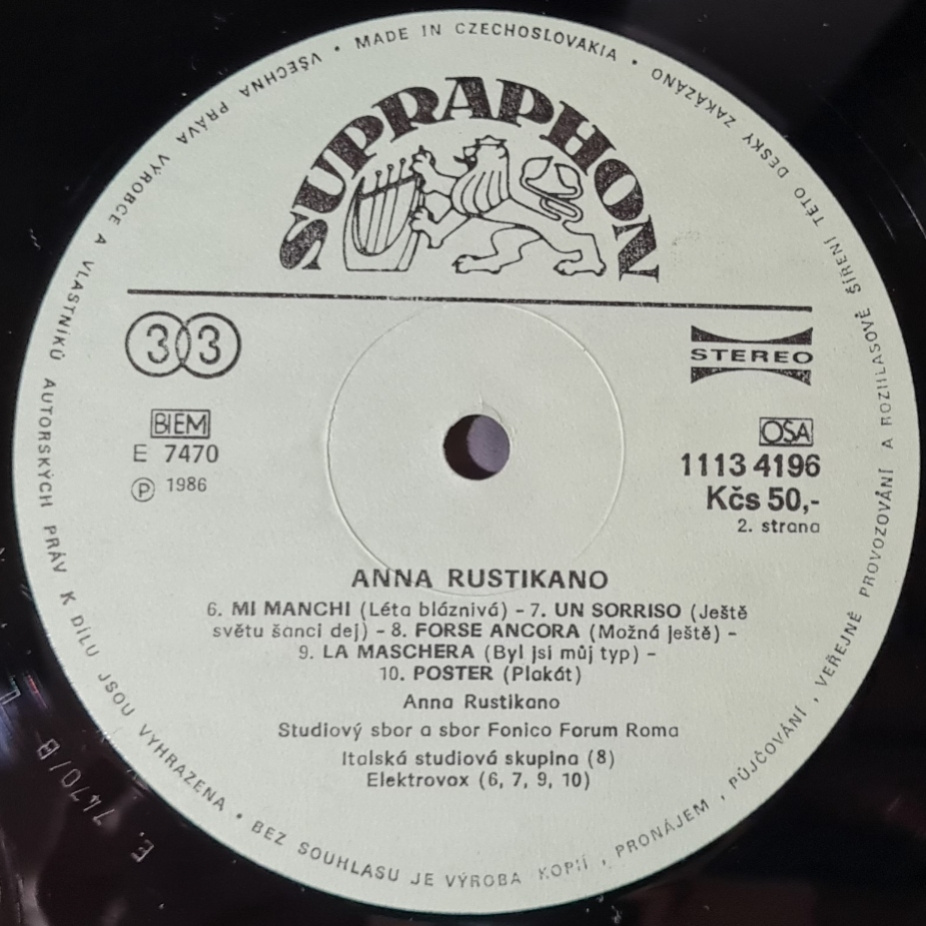 SUPRAPHON
33
STEREO
BIEM
E 7470
Ⓟ 1986
OSA
1113 4196
Kčs 50,-
2. strana
ANNA RUSTIKANO
6. MI MANCHI (Léta bláznivá) – 7. UN SORRISO (Ještě
světu šanci dej) – 8. FORSE ANCORA (Možná ještě) –
9. LA MASCHERA (Byl jsi můj typ) –
10. POSTER (Plakát)
Anna Rustikano
Studiový sbor a sbor Fonico Forum Roma
Italská studiová skupina (8)
Elektrovox (6, 7, 9, 10)
MADE IN CZECHOSLOVAKIA • VŠECHNA PRÁVA VÝROBCE A VLASTNÍKŮ AUTORSKÝCH PRÁV K DÍLU JSOU VYHRAZENA • BEZ SOUHLASU JE VÝROBA KOPIÍ, PRONÁJEM, PŮJČOVÁNÍ, VEŘEJNÉ PROVOZOVÁNÍ A ROZHLASOVÉ ŠÍŘENÍ TÉTO DESKY ZAKÁZÁNO •
E. 7470/B